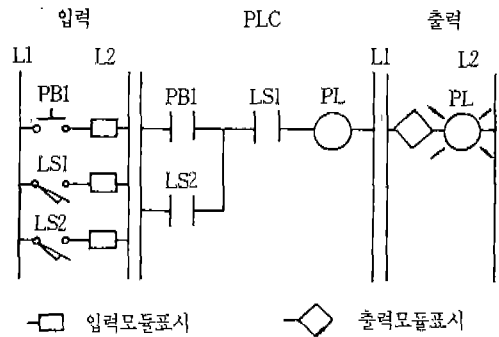 입력 PLC 출력
L1 L2 L1 L2
PB1 PB1 LS1 PL PL
LS1 LS2
LS2
입력모듈표시 출력모듈표시